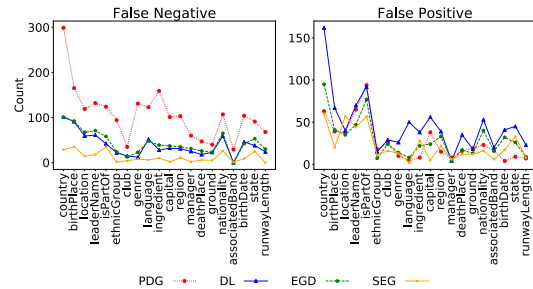 False Negative
False Positive
Count
300
200
100
0
150
100
50
0
country
birthPlace
location
leaderName
isPartOf
ethnicGroup
club
genre
language
ingredient
capital
region
manager
deathPlace
ground
nationality
associatedBand
birthDate
state
runwayLength
country
birthPlace
location
leaderName
isPartOf
ethnicGroup
club
genre
language
ingredient
capital
region
manager
deathPlace
ground
nationality
associatedBand
birthDate
state
runwayLength
PDG DL EGD SEG